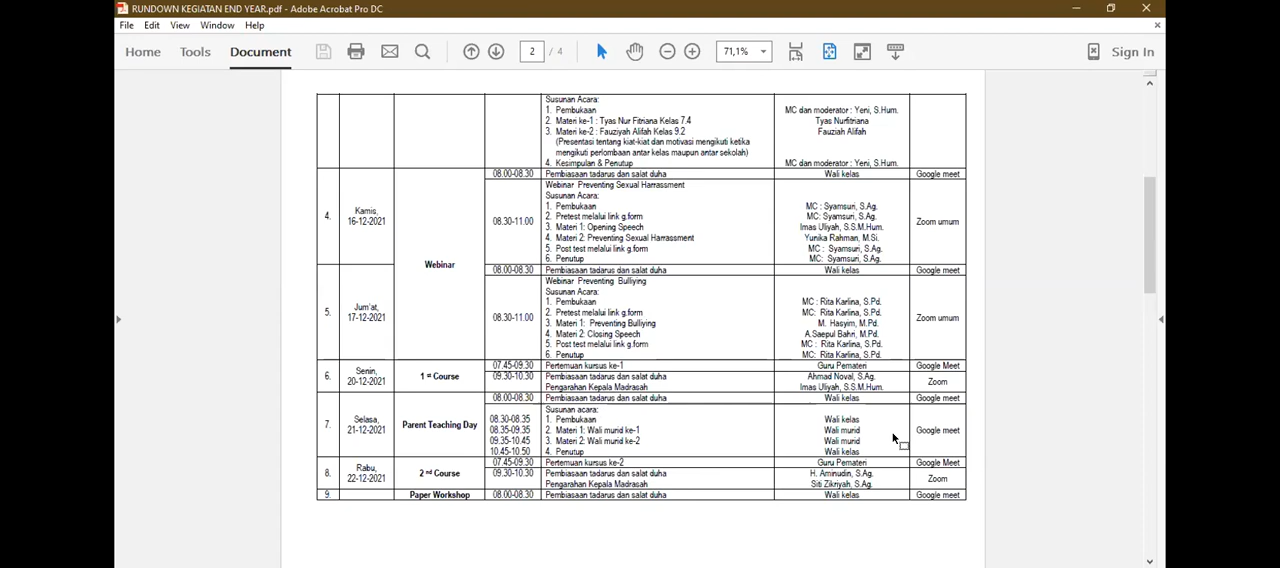 RUNDOWN KEGIATAN END YEAR.pdf - Adobe Acrobat Pro DC
File Edit View Window Help
Home Tools Document 2 / 4 71,1% Sign In
Susunan Acara:
1. Pembukaan MC dan moderator : Yeni, S.Hum.
2. Materi ke-1 : Tyas Nur Fitriana Kelas 7.4 Tyas Nurfitriana
3. Materi ke-2 : Fauziyah Alifah Kelas 9.2 Fauziah Alifah
(Presentasi tentang kiat-kiat dan motivasi mengikuti ketika
mengikuti perlombaan antar kelas maupun antar sekolah)
4. Kesimpulan & Penutup MC dan moderator : Yeni, S.Hum.
4. Kamis, 16-12-2021 Webinar 08.00-08.30 Pembiasaan tadarus dan salat duha Wali kelas Google meet
08.30-11.00 Webinar Preventing Sexual Harrassment Zoom umum
Susunan Acara:
1. Pembukaan MC : Syamsuri, S.Ag.
2. Pretest melalui link g.form MC: Syamsuri, S.Ag.
3. Materi 1: Opening Speech Imas Uliyah, S.S.M.Hum.
4. Materi 2: Preventing Sexual Harrassment Yunika Rahman, M.Si.
5. Post test melalui link g.form MC: Syamsuri, S.Ag.
6. Penutup MC: Syamsuri, S.Ag.
5. Jum'at, 17-12-2021 08.00-08.30 Pembiasaan tadarus dan salat duha Wali kelas Google meet
08.30-11.00 Webinar Preventing Bulliying Zoom umum
Susunan Acara:
1. Pembukaan MC : Rita Karlina, S.Pd.
2. Pretest melalui link g.form MC: Rita Karlina, S.Pd.
3. Materi 1: Preventing Bulliying M. Hasyim, M.Pd.
4. Materi 2: Closing Speech A.Saepul Bahri, M.Pd.
5. Post test melalui link g.form MC : Rita Karlina, S.Pd.
6. Penutup MC: Rita Karlina, S.Pd.
6. Senin, 20-12-2021 1 st Course 07.45-09.30 Pertemuan kursus ke-1 Guru Pemateri Google Meet
09.30-10.30 Pembiasaan tadarus dan salat duha Ahmad Noval, S.Ag. Zoom
Pengarahan Kepala Madrasah Imas Uliyah, S.S.M.Hum.
7. Selasa, 21-12-2021 Parent Teaching Day 08.00-08.30 Pembiasaan tadarus dan salat duha Wali kelas Google meet
Susunan acara: Google meet
08.30-08.35 1. Pembukaan Wali kelas
08.35-09.35 2. Materi 1: Wali murid ke-1 Wali murid
09.35-10.45 3. Materi 2: Wali murid ke-2 Wali murid
10.45-10.50 4. Penutup Wali kelas
8. Rabu, 22-12-2021 2 nd Course 07.45-09.30 Pertemuan kursus ke-2 Guru Pemateri Google Meet
09.30-10.30 Pembiasaan tadarus dan salat duha H. Aminudin, S.Ag. Zoom
Pengarahan Kepala Madrasah Siti Zikriyah, S.Ag.
9. Paper Workshop 08.00-08.30 Pembiasaan tadarus dan salat duha Wali kelas Google meet